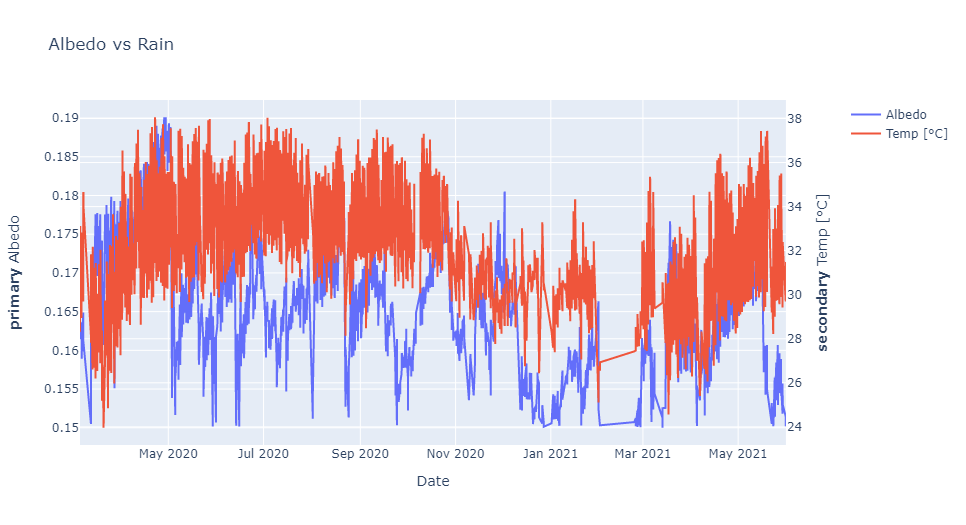 Albedo vs Rain
Albedo
Temp [°C]
0.19
0.185
0.18
0.175
0.17
0.165
0.16
0.155
0.15
primary Albedo
38
36
34
32
30
28
26
24
secondary Temp [°C]
May 2020
Jul 2020
Sep 2020
Nov 2020
Jan 2021
Mar 2021
May 2021
Date